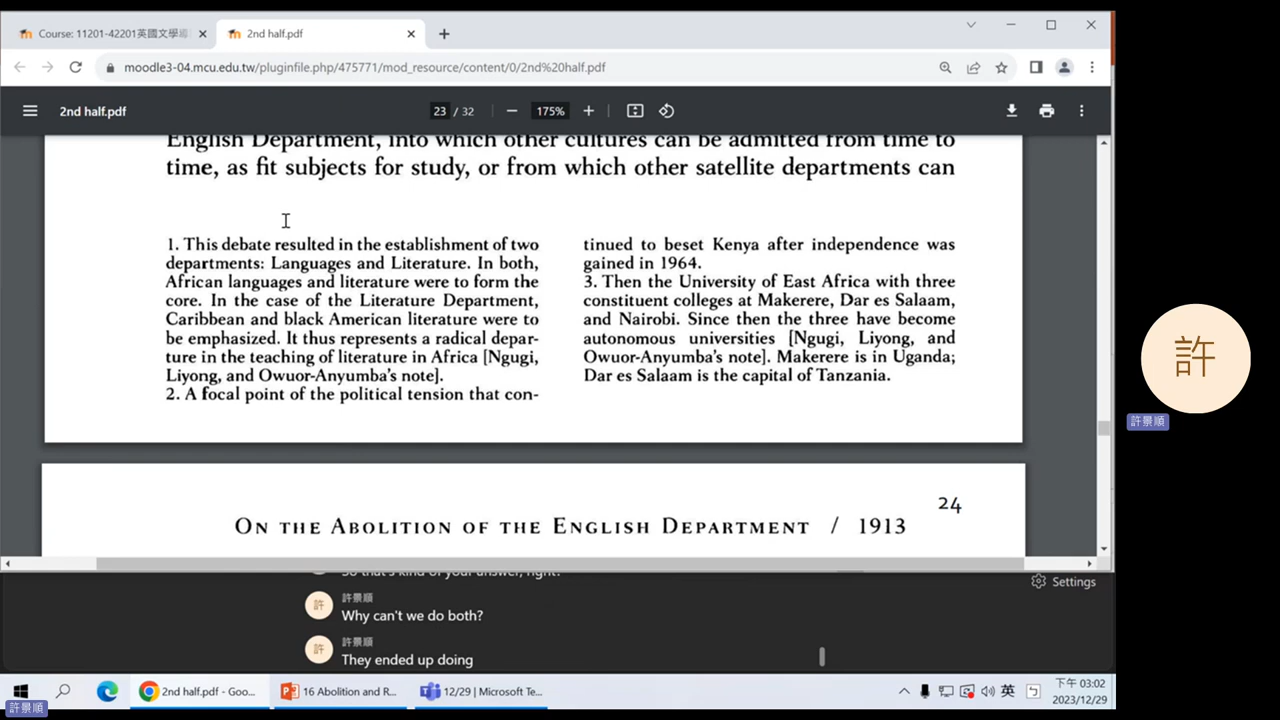 Course: 11201-42201英國文學導
2nd half.pdf
moodle3-04.mcu.edu.tw/pluginfile.php/475771/mod_resource/content/0/2nd%20half.pdf
2nd half.pdf
23 / 32
175%
English Department, into which other cultures can be admitted from time to
time, as fit subjects for study, or from which other satellite departments can
1. This debate resulted in the establishment of two
departments: Languages and Literature. In both,
African languages and literature were to form the
core. In the case of the Literature Department,
Caribbean and black American literature were to
be emphasized. It thus represents a radical depar-
ture in the teaching of literature in Africa [Ngugi,
Liyong, and Owuor-Anyumba's note].
2. A focal point of the political tension that con-
tinued to beset Kenya after independence was
gained in 1964.
3. Then the University of East Africa with three
constituent colleges at Makerere, Dar es Salaam,
and Nairobi. Since then the three have become
autonomous universities [Ngugi, Liyong, and
Owuor-Anyumba's note]. Makerere is in Uganda;
Dar es Salaam is the capital of Tanzania.
24
ON THE ABOLITION OF THE ENGLISH DEPARTMENT / 1913
So that's kind of your answer, right?
Settings
許
許景順
許
許景順
Why can't we do both?
許
許景順
They ended up doing
2nd half.pdf - Goo...
16 Abolition and R...
12/29 | Microsoft Te...
英
下午 03:02
2023/12/29
許景順